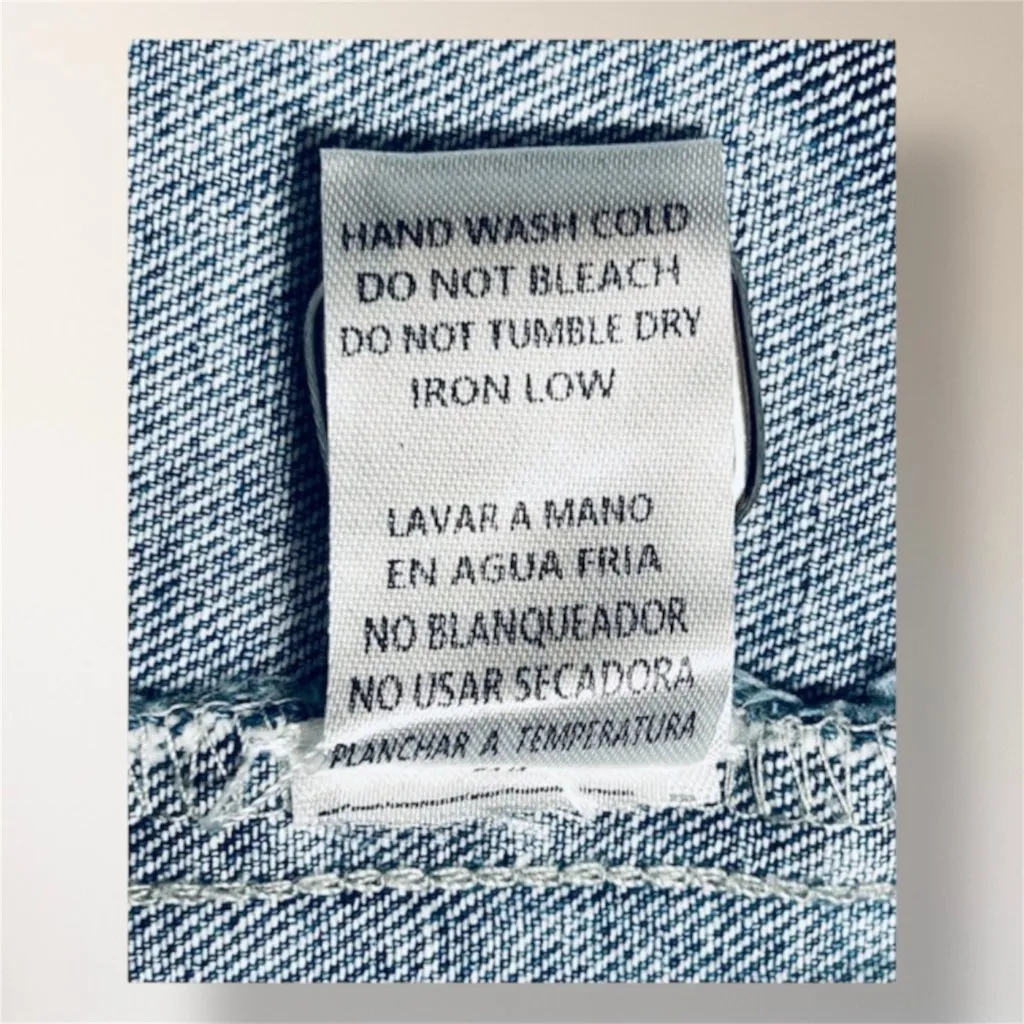 HAND WASH COLD
DO NOT BLEACH
DO NOT TUMBLE DRY
IRON LOW
LAVAR A MANO
EN AGUA FRIA
NO BLANQUEADOR
NO USAR SECADORA
PLANCHAR A TEMPERATURA